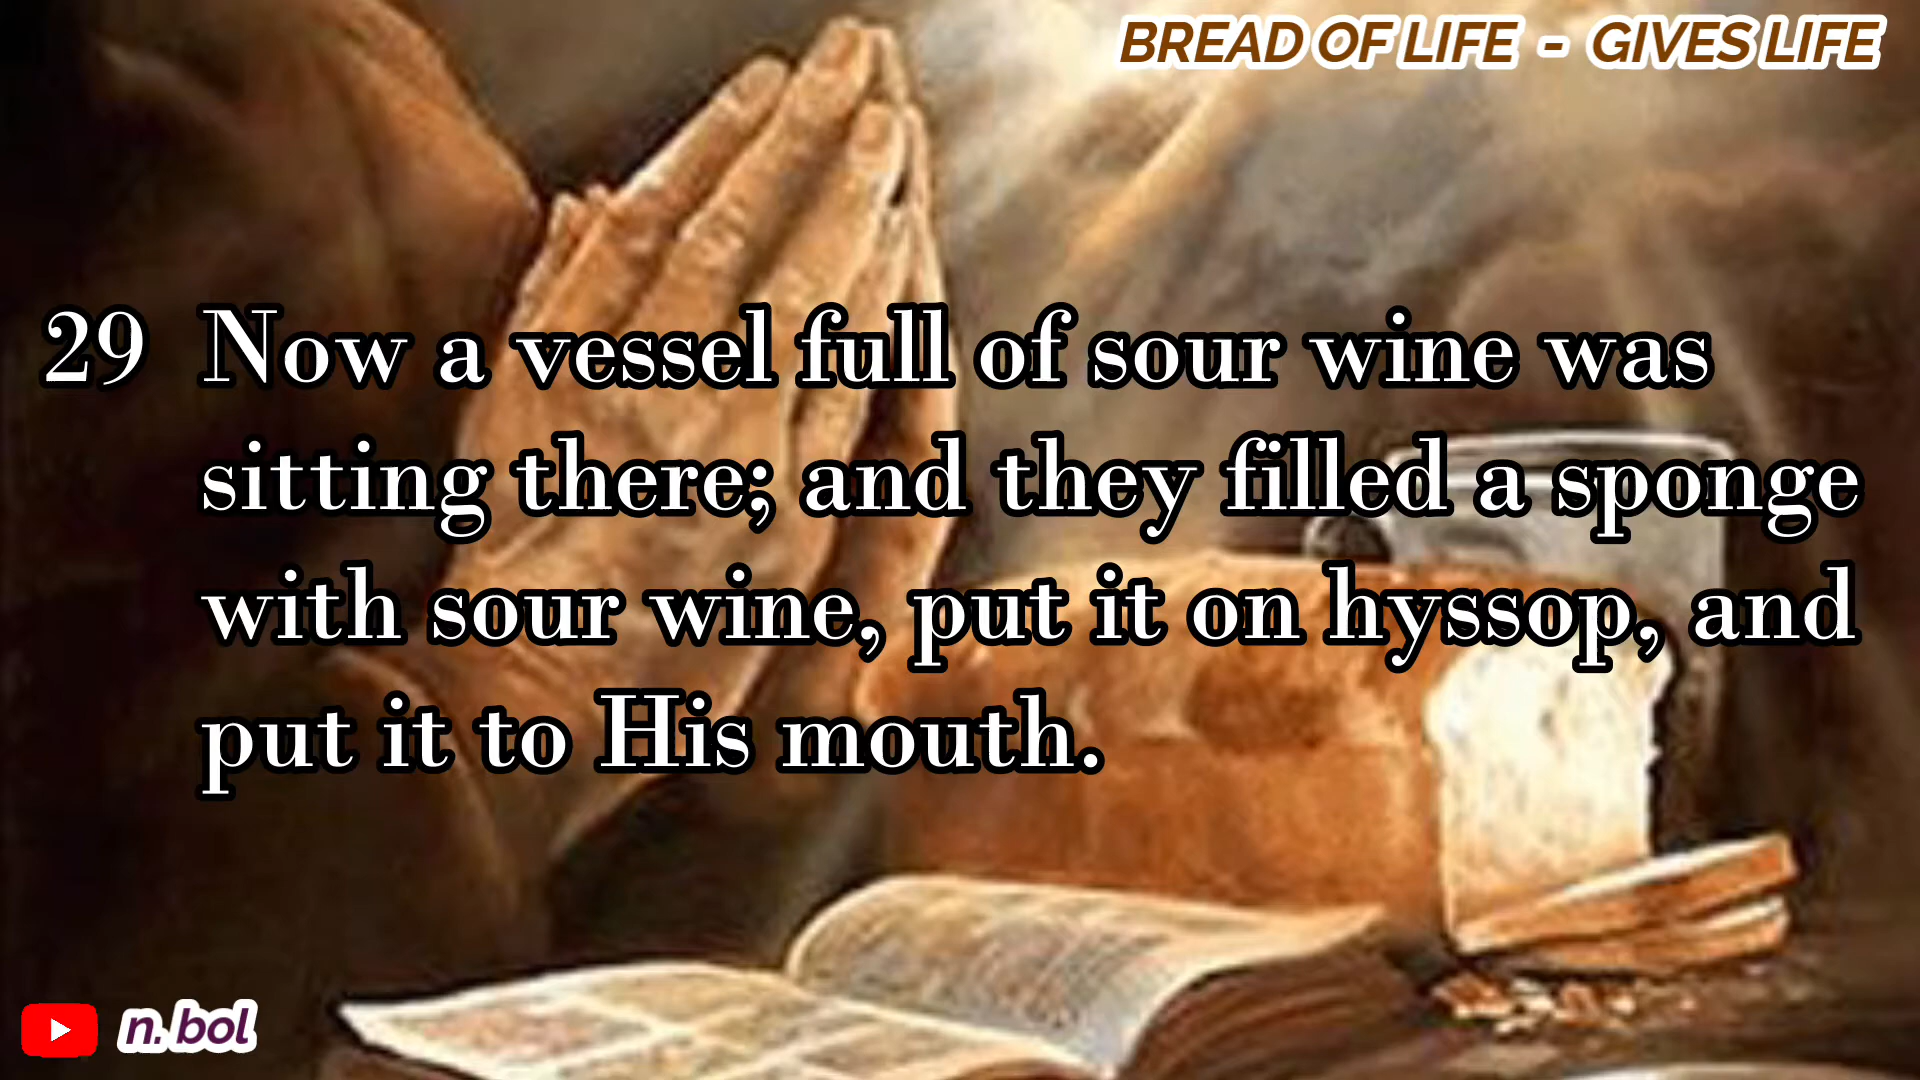 BREAD OF LIFE - GIVES LIFE
29 Now a vessel full of sour wine was
sitting there; and they filled a sponge
with sour wine, put it on hyssop, and
put it to His mouth.
n. bol